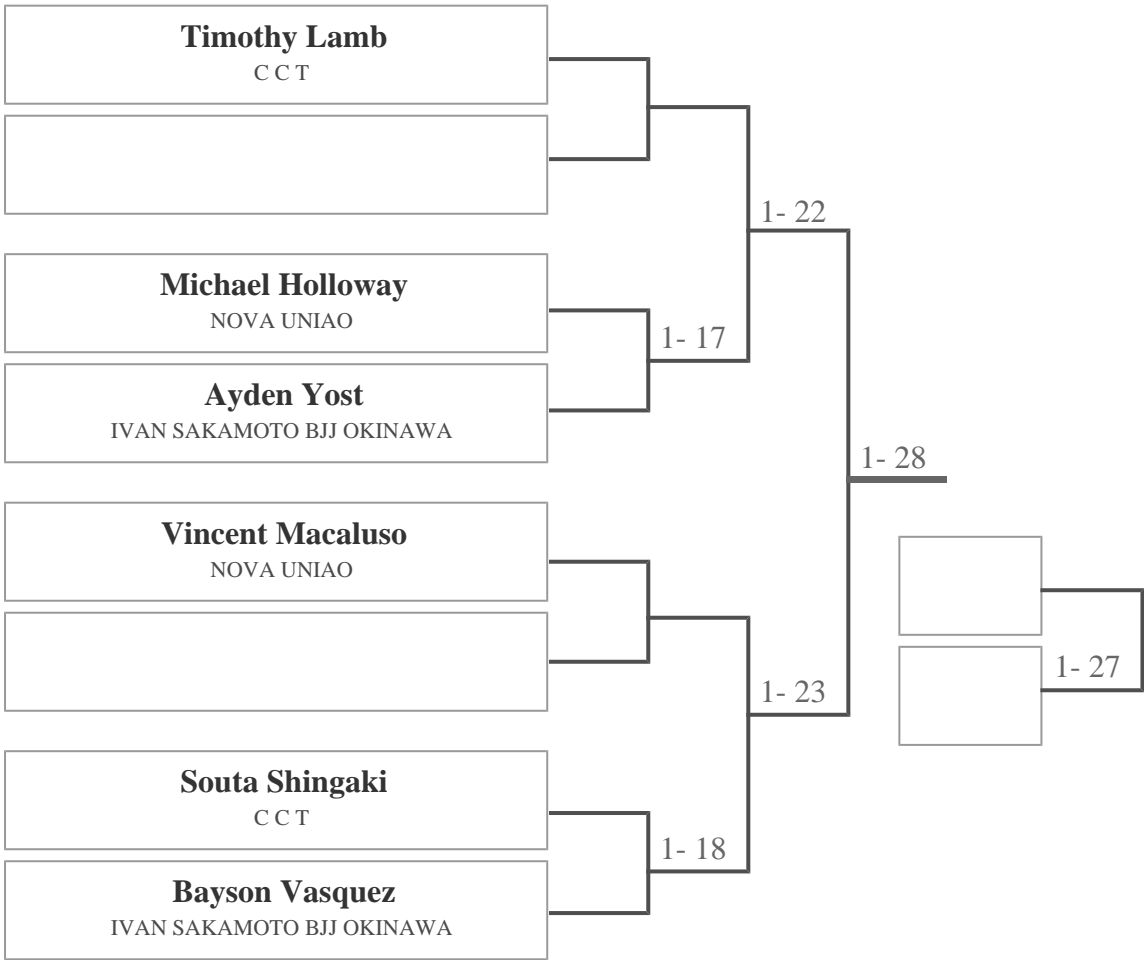 Timothy Lamb
C C T
1- 22
Michael Holloway
NOVA UNIAO
1- 17
Ayden Yost
IVAN SAKAMOTO BJJ OKINAWA
1- 28
Vincent Macaluso
NOVA UNIAO
1- 27
1- 23
Souta Shingaki
C C T
1- 18
Bayson Vasquez
IVAN SAKAMOTO BJJ OKINAWA